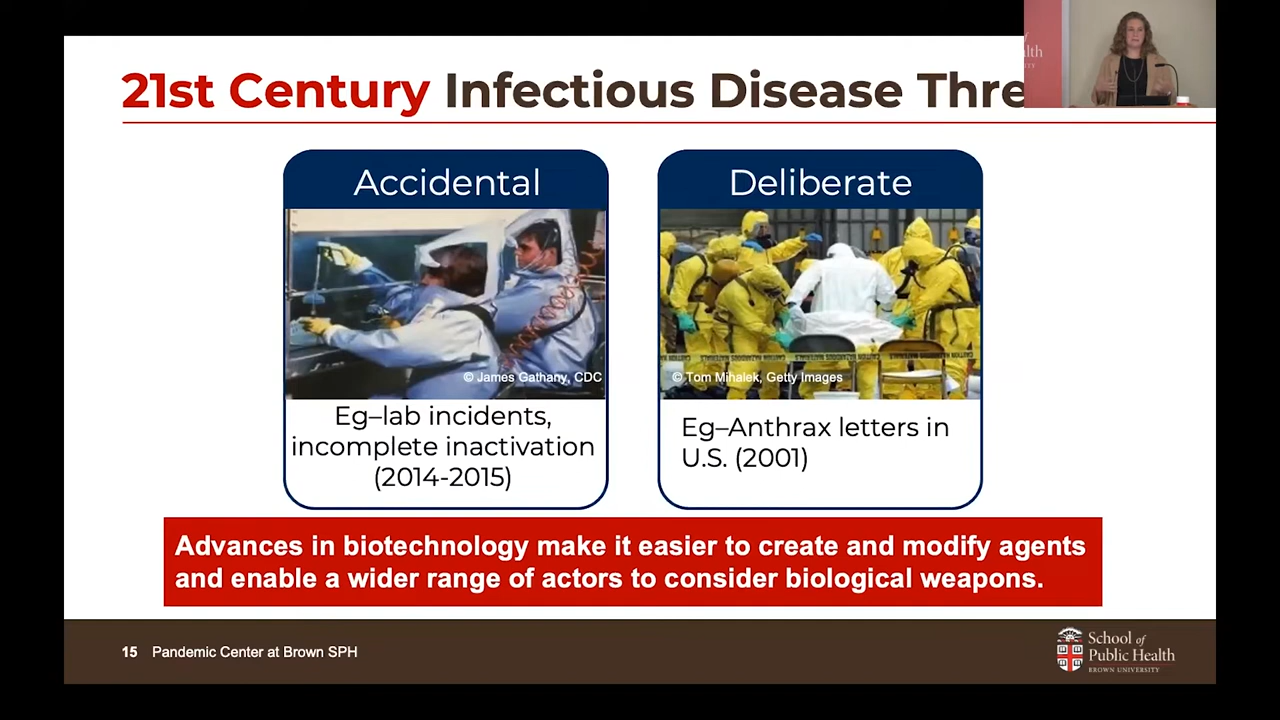 21st Century Infectious Disease Thre
of
lth
Accidental
Deliberate
© James Gathany, CDC
© Tom Mihalek, Getty Images
Eg–lab incidents,
incomplete inactivation
(2014-2015)
Eg–Anthrax letters in
U.S. (2001)
Advances in biotechnology make it easier to create and modify agents
and enable a wider range of actors to consider biological weapons.
15 Pandemic Center at Brown SPH
School of
Public Health
BROWN UNIVERSITY